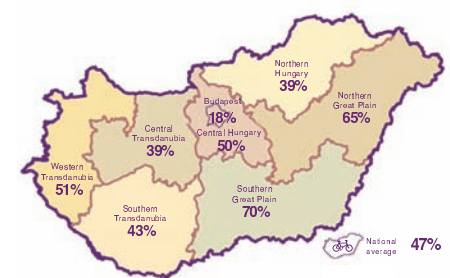 Northern
Hungary
39%
Northern
Great Plain
65%
Budapest
18%
Central Hungary
50%
Central
Transdanubia
39%
Western
Transdanubia
51%
Southern
Transdanubia
43%
Southern
Great Plain
70%
National
average
47%